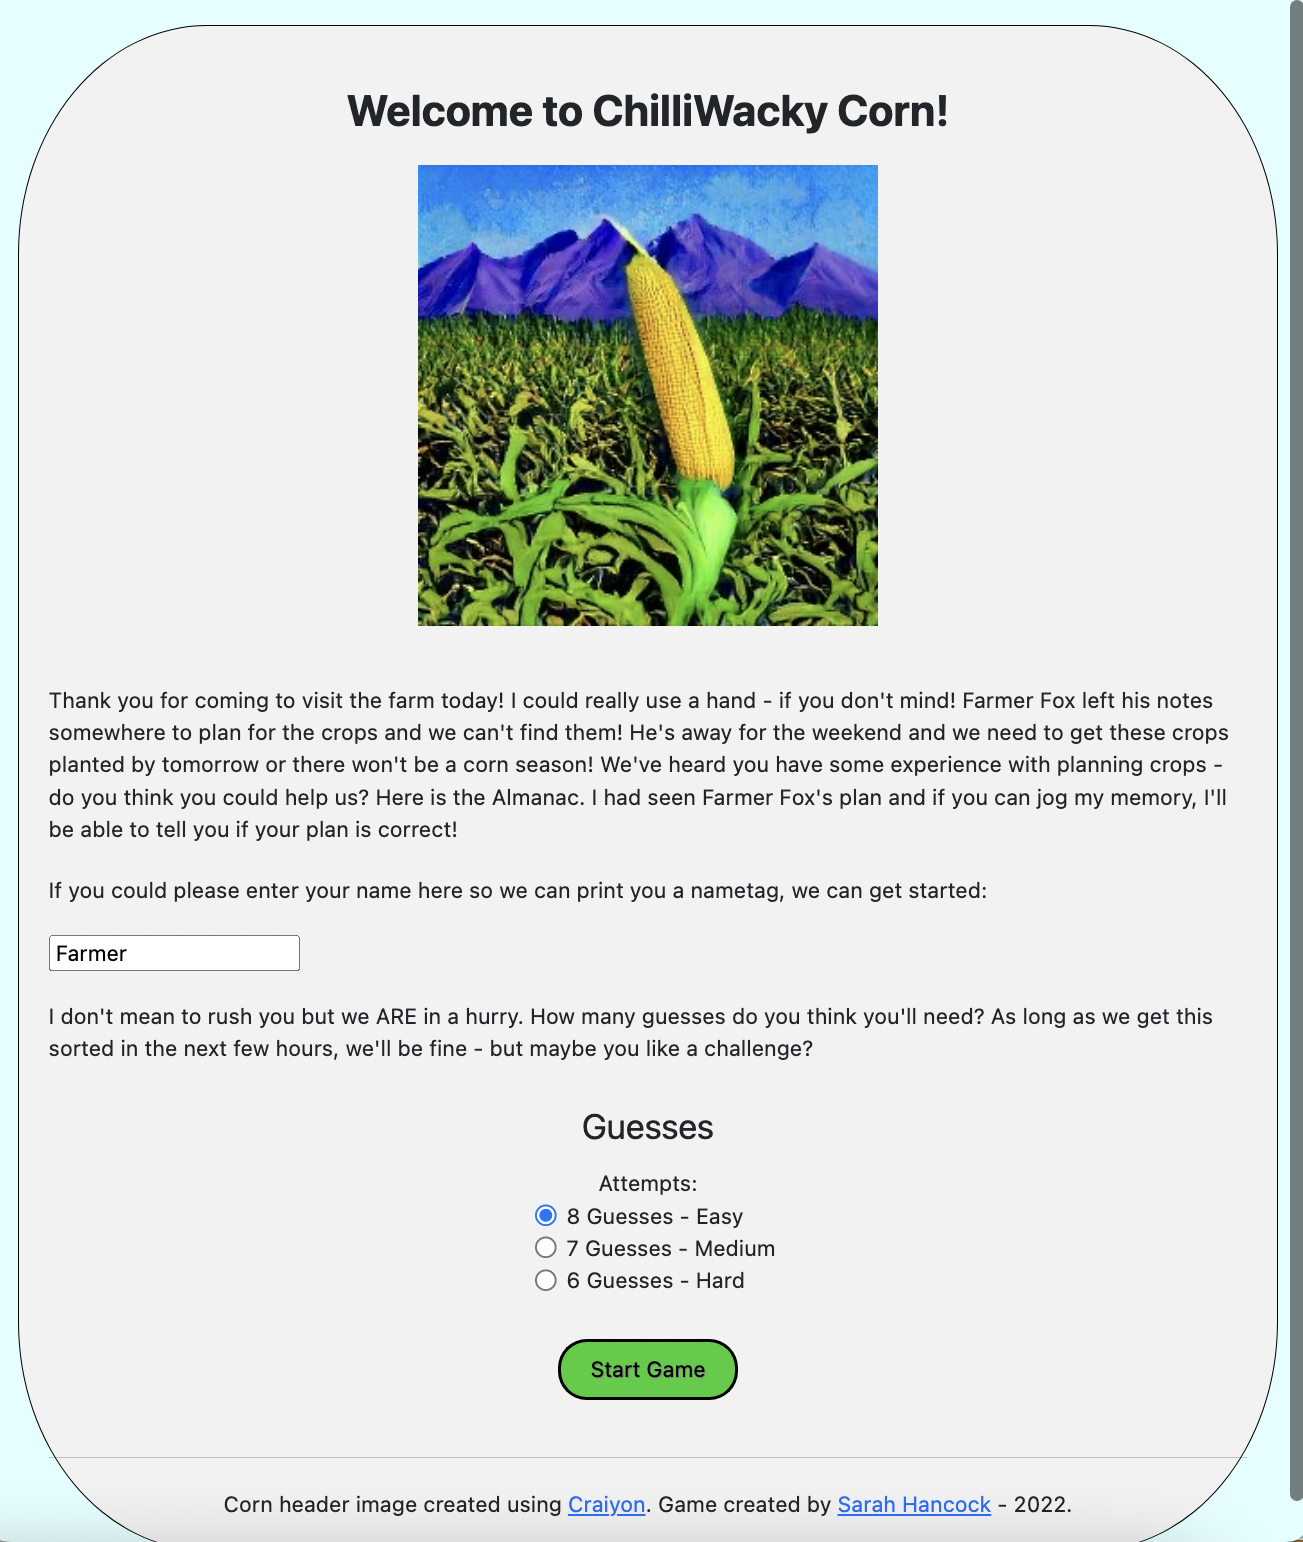 Welcome to ChilliWacky Corn!
Thank you for coming to visit the farm today! I could really use a hand - if you don't mind! Farmer Fox left his notes
somewhere to plan for the crops and we can't find them! He's away for the weekend and we need to get these crops
planted by tomorrow or there won't be a corn season! We've heard you have some experience with planning crops -
do you think you could help us? Here is the Almanac. I had seen Farmer Fox's plan and if you can jog my memory, I'll
be able to tell you if your plan is correct!
If you could please enter your name here so we can print you a nametag, we can get started:
Farmer
I don't mean to rush you but we ARE in a hurry. How many guesses do you think you'll need? As long as we get this
sorted in the next few hours, we'll be fine - but maybe you like a challenge?
Guesses
Attempts:
8 Guesses - Easy
7 Guesses - Medium
6 Guesses - Hard
Start Game
Corn header image created using Craiyon. Game created by Sarah Hancock - 2022.